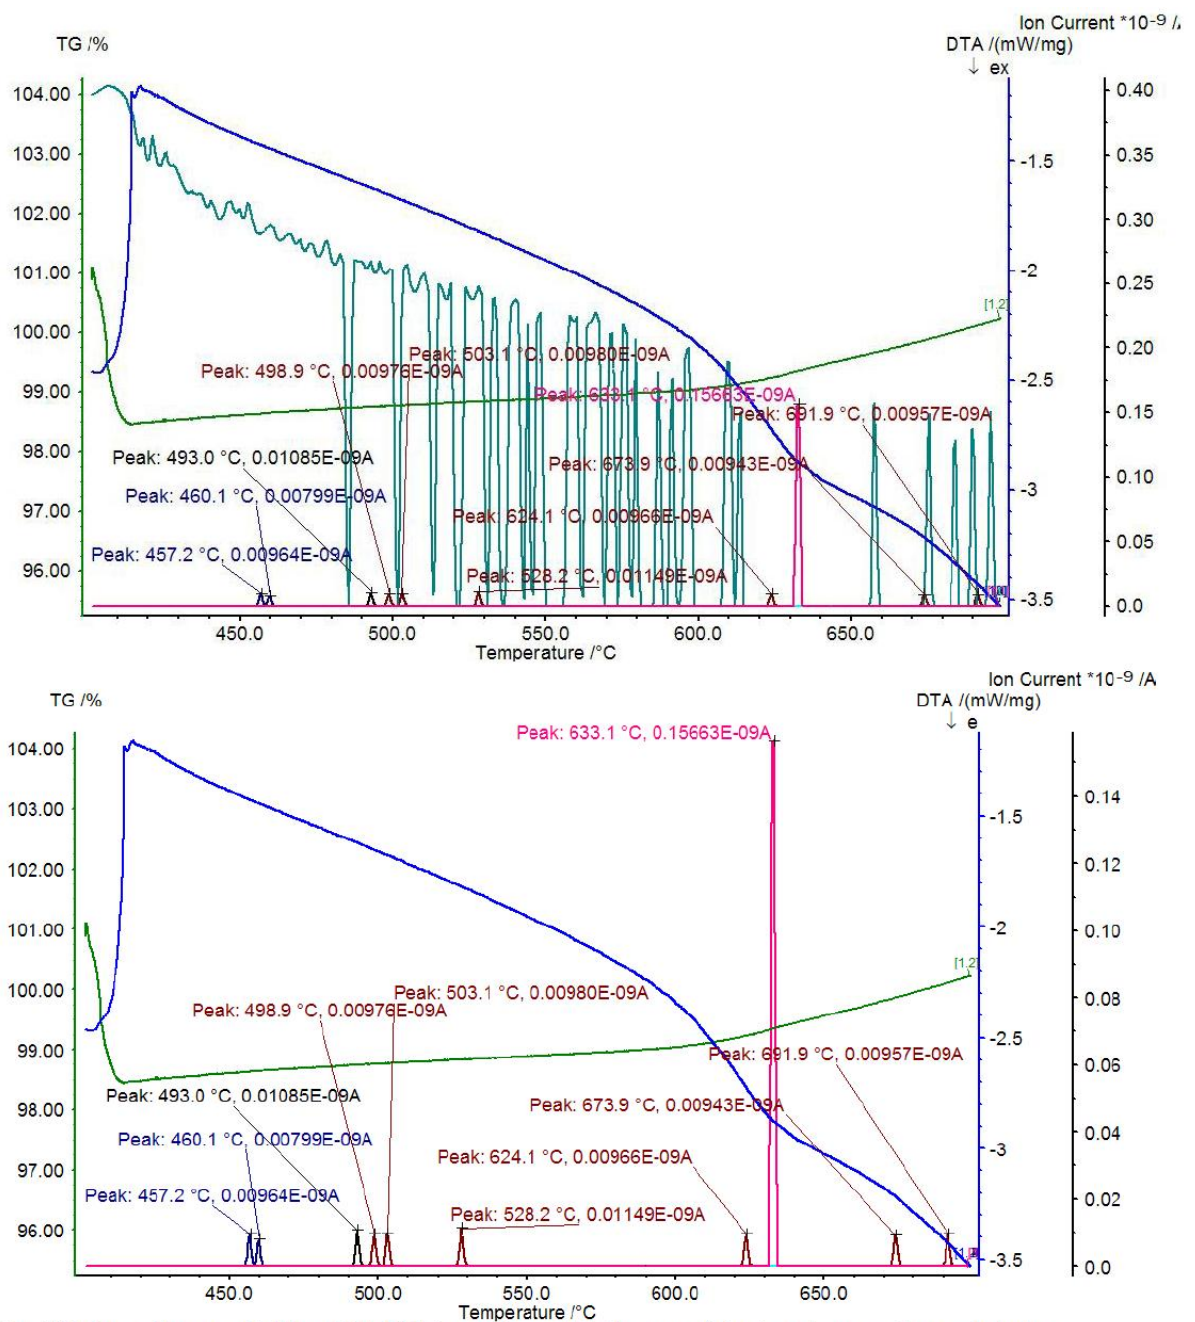 Ion Current *10-9 /
TG /%
DTA /(mW/mg)
↓ ex
104.00
0.40
103.00
-1.5
0.35
102.00
0.30
101.00
-2
0.25
100.00
[1.2]
0.20
Peak: 503.1 °C, 0.00980E-09A
Peak: 498.9 °C, 0.00976E-09A
99.00
-2.5
Peak: 633.1 °C, 0.15663E-09A
0.15
Peak: 691.9 °C, 0.00957E-09A
98.00
Peak: 493.0 °C, 0.01085E-09A
Peak: 673.9 °C, 0.00943E-09A
-3
0.10
Peak: 460.1 °C, 0.00799E-09A
97.00
Peak: 624.1 °C, 0.00966E-09A
0.05
Peak: 457.2 °C, 0.00964E-09A
96.00
Peak: 528.2 °C, 0.01149E-09A
-3.5
0.0
450.0 500.0 550.0 600.0 650.0
Temperature /°C
Ion Current *10-9 /A
TG /%
DTA /(mW/mg)
↓ e
Peak: 633.1 °C, 0.15663E-09A
104.00
0.14
103.00
-1.5
0.12
102.00
101.00
-2
0.10
[1.2]
100.00
Peak: 503.1 °C, 0.00980E-09A
0.08
Peak: 498.9 °C, 0.00976E-09A
-2.5
99.00
Peak: 691.9 °C, 0.00957E-09A
0.06
Peak: 493.0 °C, 0.01085E-09A
98.00
Peak: 673.9 °C, 0.00943E-09A
0.04
Peak: 460.1 °C, 0.00799E-09A
-3
Peak: 624.1 °C, 0.00966E-09A
97.00
Peak: 457.2 °C, 0.00964E-09A
0.02
Peak: 528.2 °C, 0.01149E-09A
96.00
-3.5
0.0
450.0 500.0 550.0 600.0 650.0
Temperature /°C